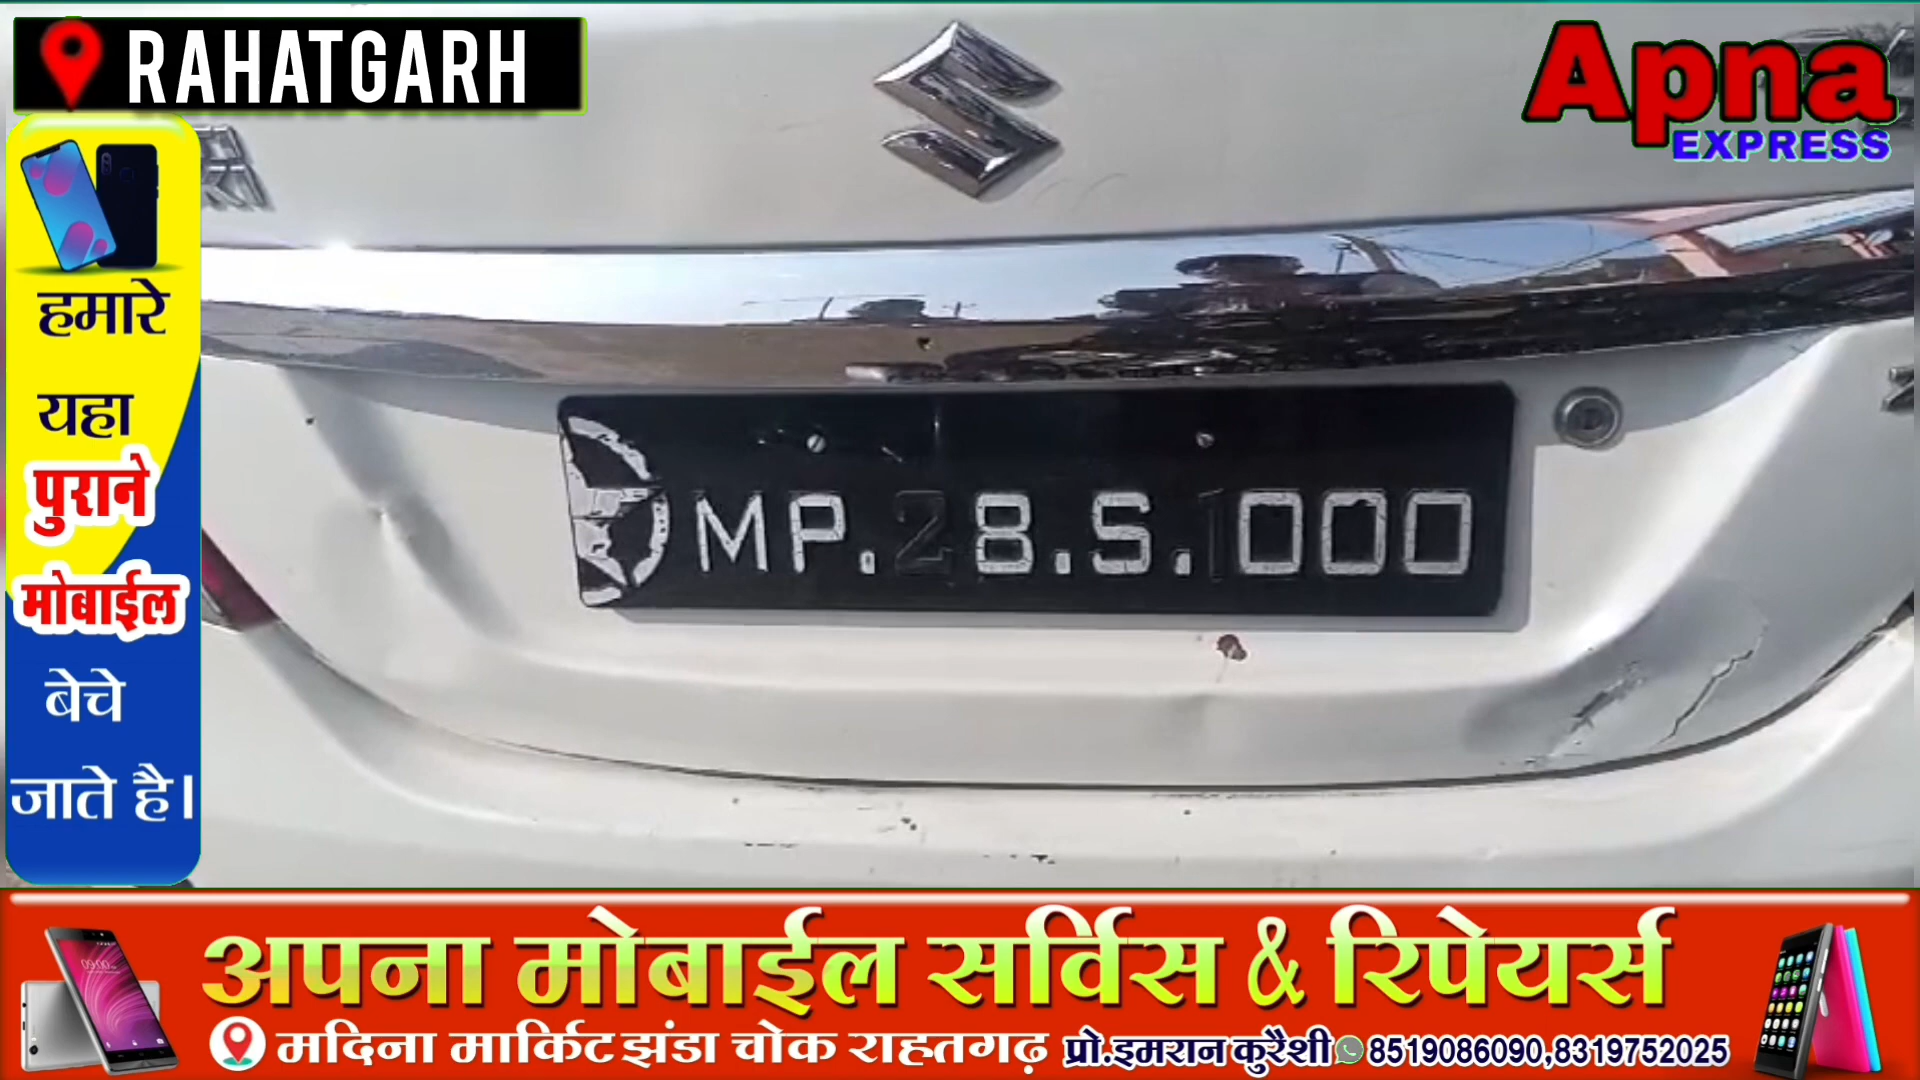 RAHATGARH
Apna
EXPRESS
हमारे
यहा
पुराने
मोबाईल
बेचे
जाते है।
MP.28.S.1000
अपना मोबाईल सर्विस & रिपेयर्स
मदिना मार्किट झंडा चोक राहतगढ़ प्रो.इमरान कुरैशी 8519086090,8319752025